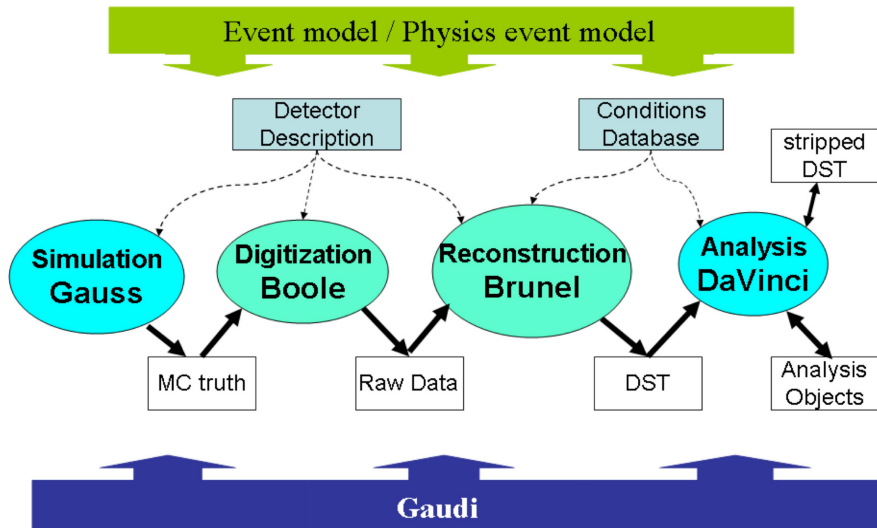 Event model / Physics event model
Detector
Description
Conditions
Database
stripped
DST
Simulation
Gauss
Digitization
Boole
Reconstruction
Brunel
Analysis
DaVinci
MC truth
Raw Data
DST
Analysis
Objects
Gaudi